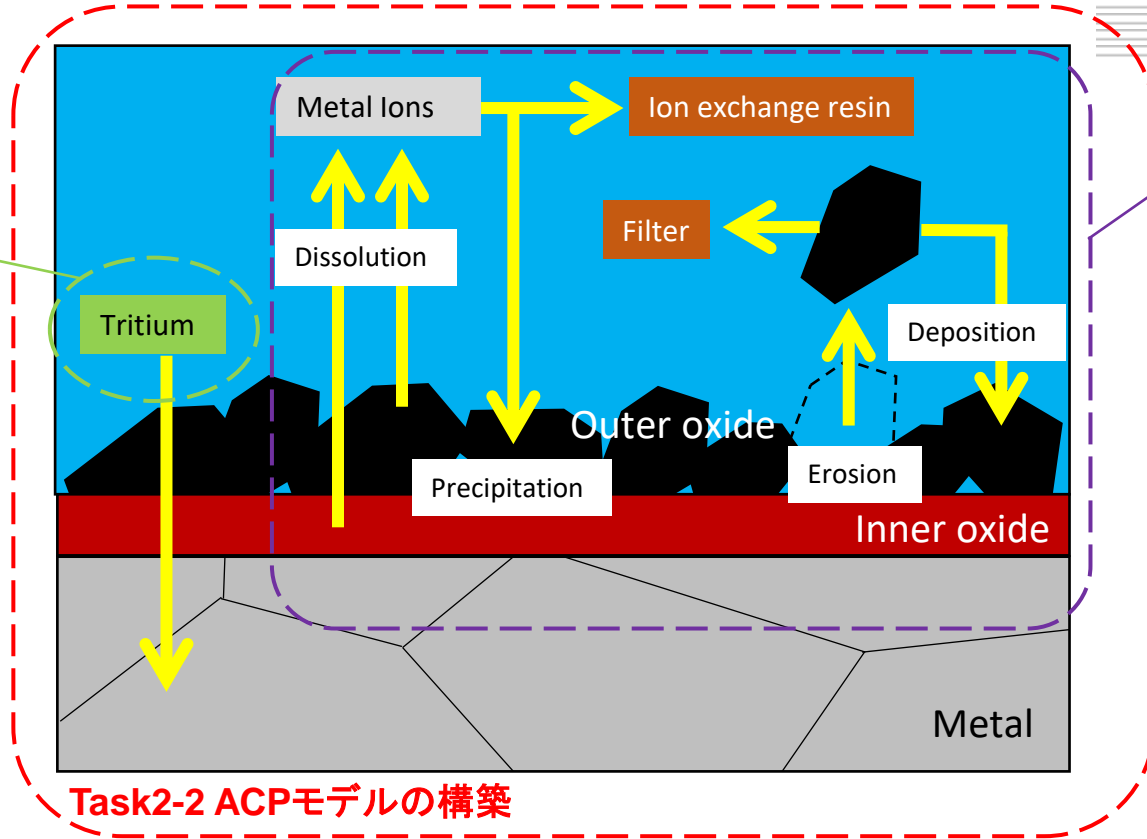 Metal Ions
Ion exchange resin
Filter
Dissolution
Tritium
Deposition
Outer oxide
Precipitation
Erosion
Inner oxide
Metal
Task2-2 ACPモデルの構築